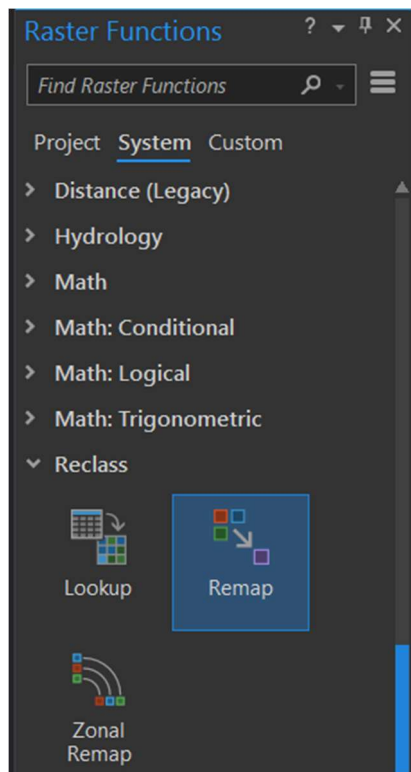 Raster Functions
Find Raster Functions
Project System Custom
Distance (Legacy)
Hydrology
Math
Math: Conditional
Math: Logical
Math: Trigonometric
Reclass
Lookup
Remap
Zonal
Remap